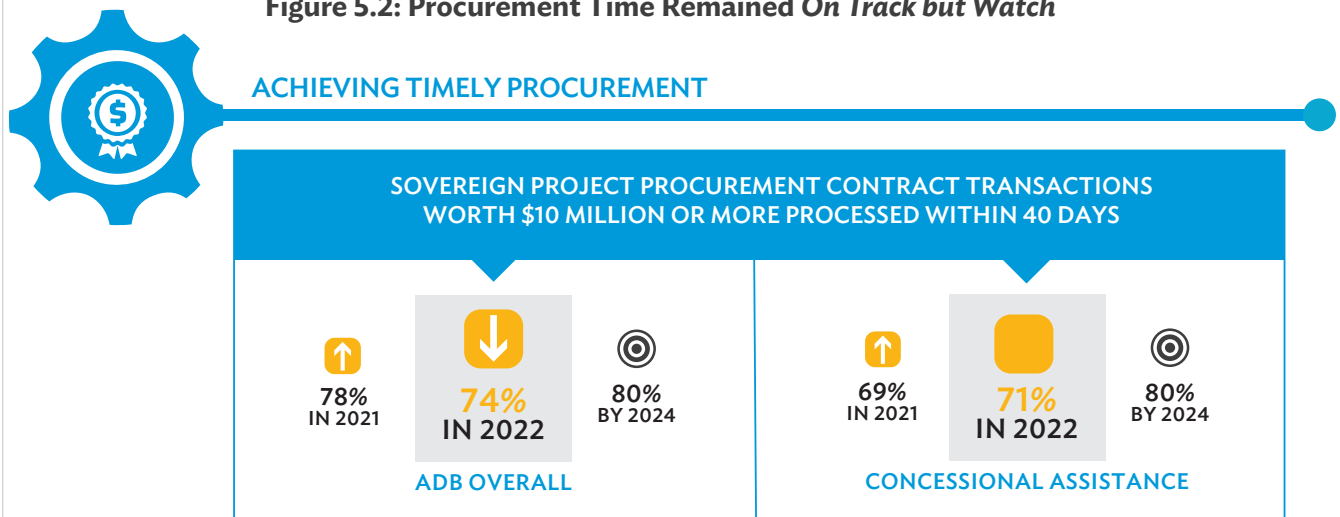 Figure 5.2: Procurement Time Remained On Track but Watch
ACHIEVING TIMELY PROCUREMENT
$
SOVEREIGN PROJECT PROCUREMENT CONTRACT TRANSACTIONS
WORTH $10 MILLION OR MORE PROCESSED WITHIN 40 DAYS
78%
IN 2021
74%
IN 2022
80%
BY 2024
ADB OVERALL
69%
IN 2021
71%
IN 2022
80%
BY 2024
CONCESSIONAL ASSISTANCE